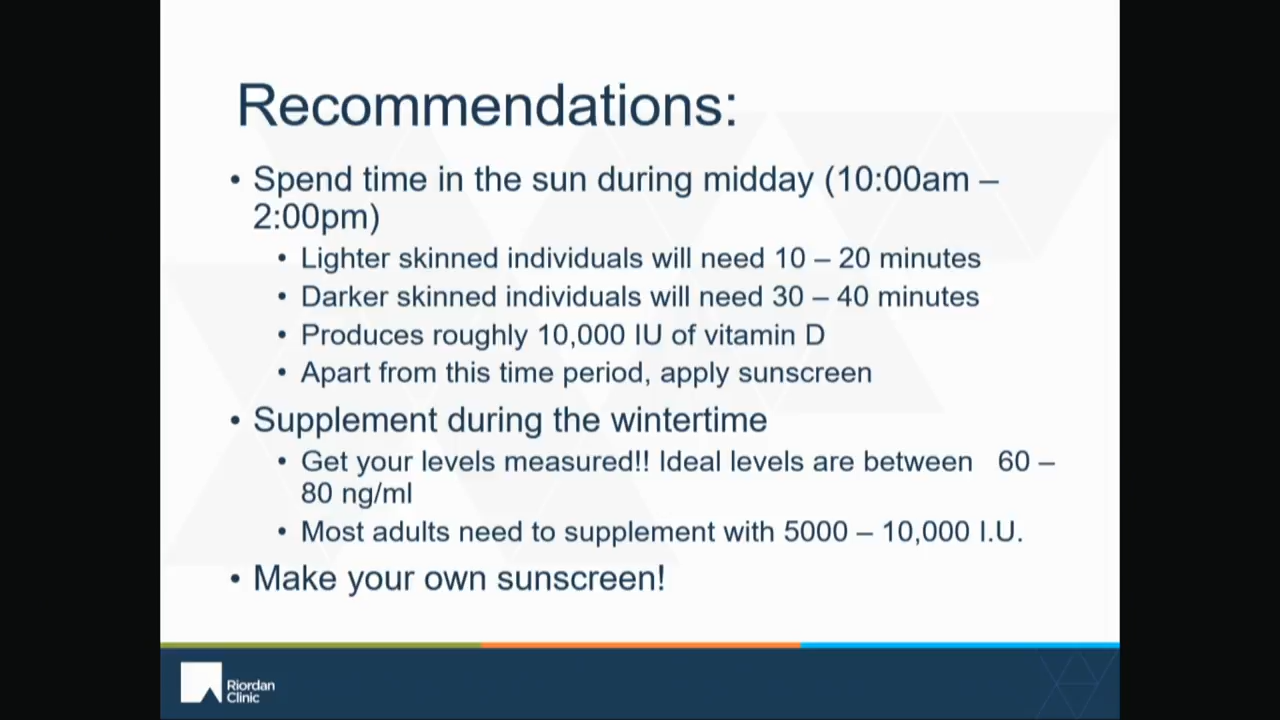 Recommendations:
• Spend time in the sun during midday (10:00am –
2:00pm)
• Lighter skinned individuals will need 10 – 20 minutes
• Darker skinned individuals will need 30 – 40 minutes
• Produces roughly 10,000 IU of vitamin D
• Apart from this time period, apply sunscreen
• Supplement during the wintertime
• Get your levels measured!! Ideal levels are between 60 –
80 ng/ml
• Most adults need to supplement with 5000 – 10,000 I.U.
• Make your own sunscreen!
Riordan
Clinic